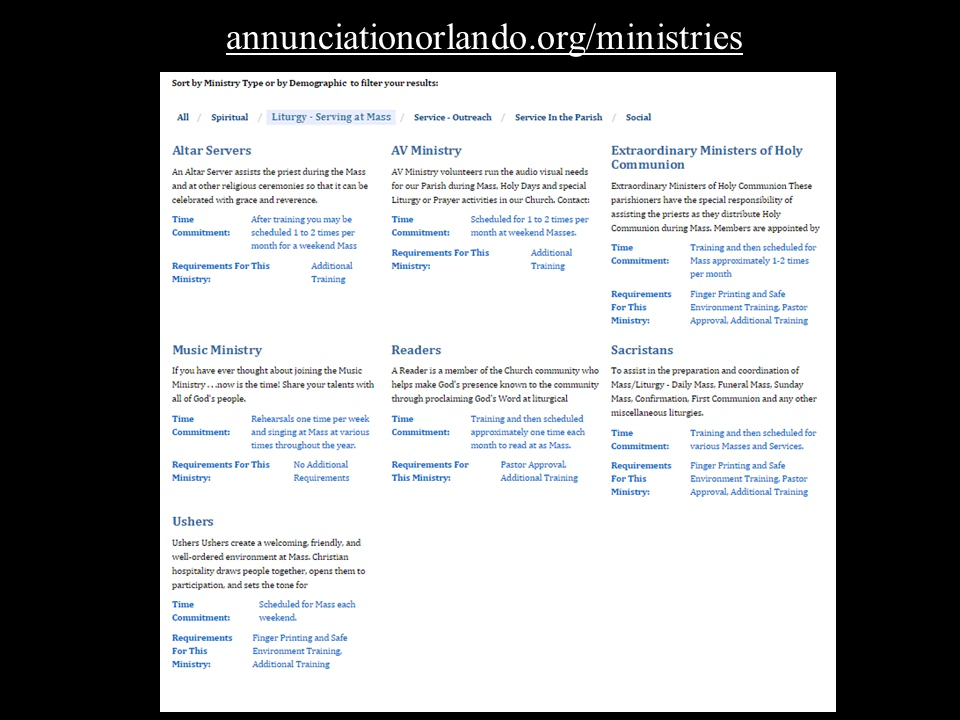 annunciationorlando.org/ministries
Sort by Ministry Type or by Demographic to filter your results:
All / Spiritual / Liturgy - Serving at Mass / Service - Outreach / Service In the Parish / Social
Altar Servers
An Altar Server assists the priest during the Mass
and at other religious ceremonies so that it can be
celebrated with grace and reverence.
Time
Commitment:
After training you may be
scheduled 1 to 2 times per
month for a weekend Mass
Requirements For This
Ministry:
Additional
Training
AV Ministry
AV Ministry volunteers run the audio visual needs
for our Parish during Mass, Holy Days and special
Liturgy or Prayer activities in our Church. Contact:
Time
Commitment:
Scheduled for 1 to 2 times per
month at weekend Masses.
Requirements For This
Ministry:
Additional
Training
Extraordinary Ministers of Holy
Communion
Extraordinary Ministers of Holy Communion These
parishioners have the special responsibility of
assisting the priests as they distribute Holy
Communion during Mass. Members are appointed by
Time
Commitment:
Training and then scheduled for
Mass approximately 1-2 times
per month
Requirements
For This
Ministry:
Finger Printing and Safe
Environment Training, Pastor
Approval, Additional Training
Music Ministry
If you have ever thought about joining the Music
Ministry . . .now is the time! Share your talents with
all of God's people.
Time
Commitment:
Rehearsals one time per week
and singing at Mass at various
times throughout the year.
Requirements For This
Ministry:
No Additional
Requirements
Readers
A Reader is a member of the Church community who
helps make God's presence known to the community
through proclaiming God's Word at liturgical
Time
Commitment:
Training and then scheduled
approximately one time each
month to read at as Mass.
Requirements For
This Ministry:
Pastor Approval,
Additional Training
Sacristans
To assist in the preparation and coordination of
Mass/Liturgy - Daily Mass, Funeral Mass, Sunday
Mass, Confirmation, First Communion and any other
miscellaneous liturgies.
Time
Commitment:
Training and then scheduled for
various Masses and Services.
Requirements
For This
Ministry:
Finger Printing and Safe
Environment Training, Pastor
Approval, Additional Training
Ushers
Ushers Ushers create a welcoming, friendly, and
well-ordered environment at Mass. Christian
hospitality draws people together, opens them to
participation, and sets the tone for
Time
Commitment:
Scheduled for Mass each
weekend.
Requirements
For This
Ministry:
Finger Printing and Safe
Environment Training,
Additional Training